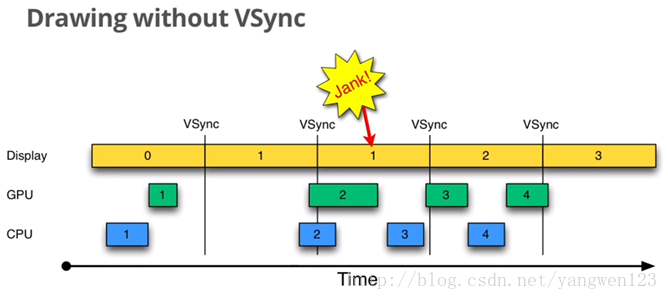 Drawing without VSync
Jank!
VSync VSync VSync VSync
Display 0 1 1 2 3
GPU 1 2 3 4
CPU 1 2 3 4
Time
http://blog.csdn.net/yangwen123